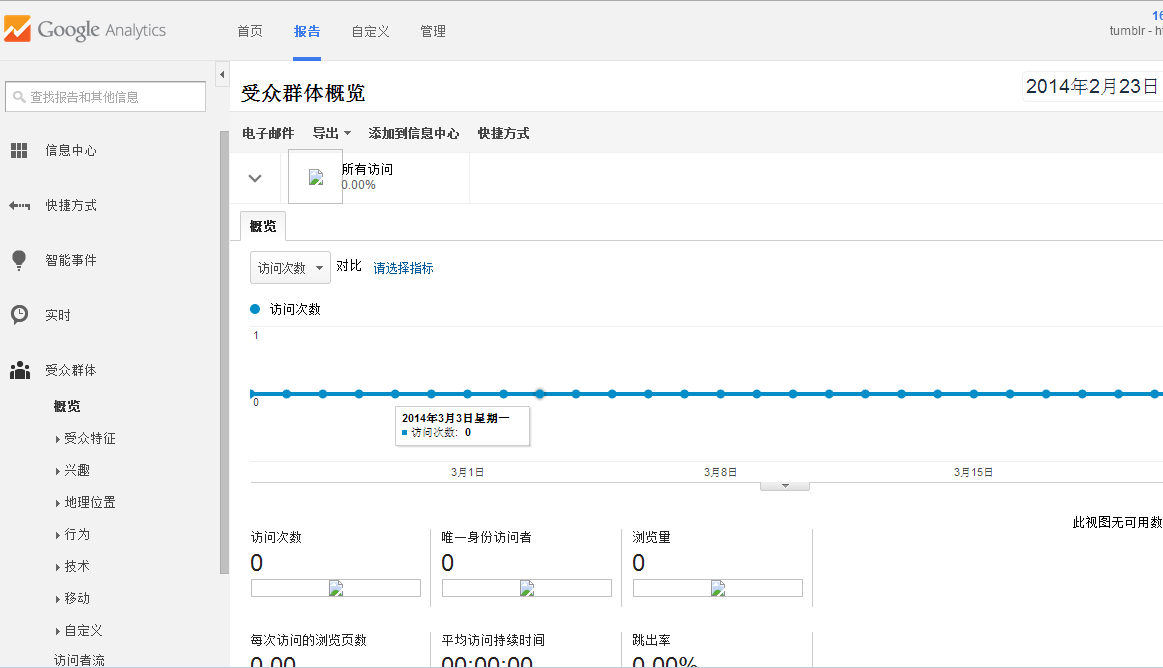 Google Analytics
首页 报告 自定义 管理
16
tumblr - ht
查找报告和其他信息
信息中心
快捷方式
智能事件
实时
受众群体
概览
受众特征
兴趣
地理位置
行为
技术
移动
自定义
访问者流
受众群体概览
2014年2月23日
电子邮件 导出 添加到信息中心 快捷方式
所有访问
0.00%
概览
访问次数 对比 请选择指标
访问次数
1
0
2014年3月3日星期一
访问次数: 0
3月1日 3月8日 3月15日
此视图无可用数
访问次数 唯一身份访问者 浏览量
0 0 0
每次访问的浏览页数 平均访问持续时间 跳出率
0.00 00:00:00 0.00%